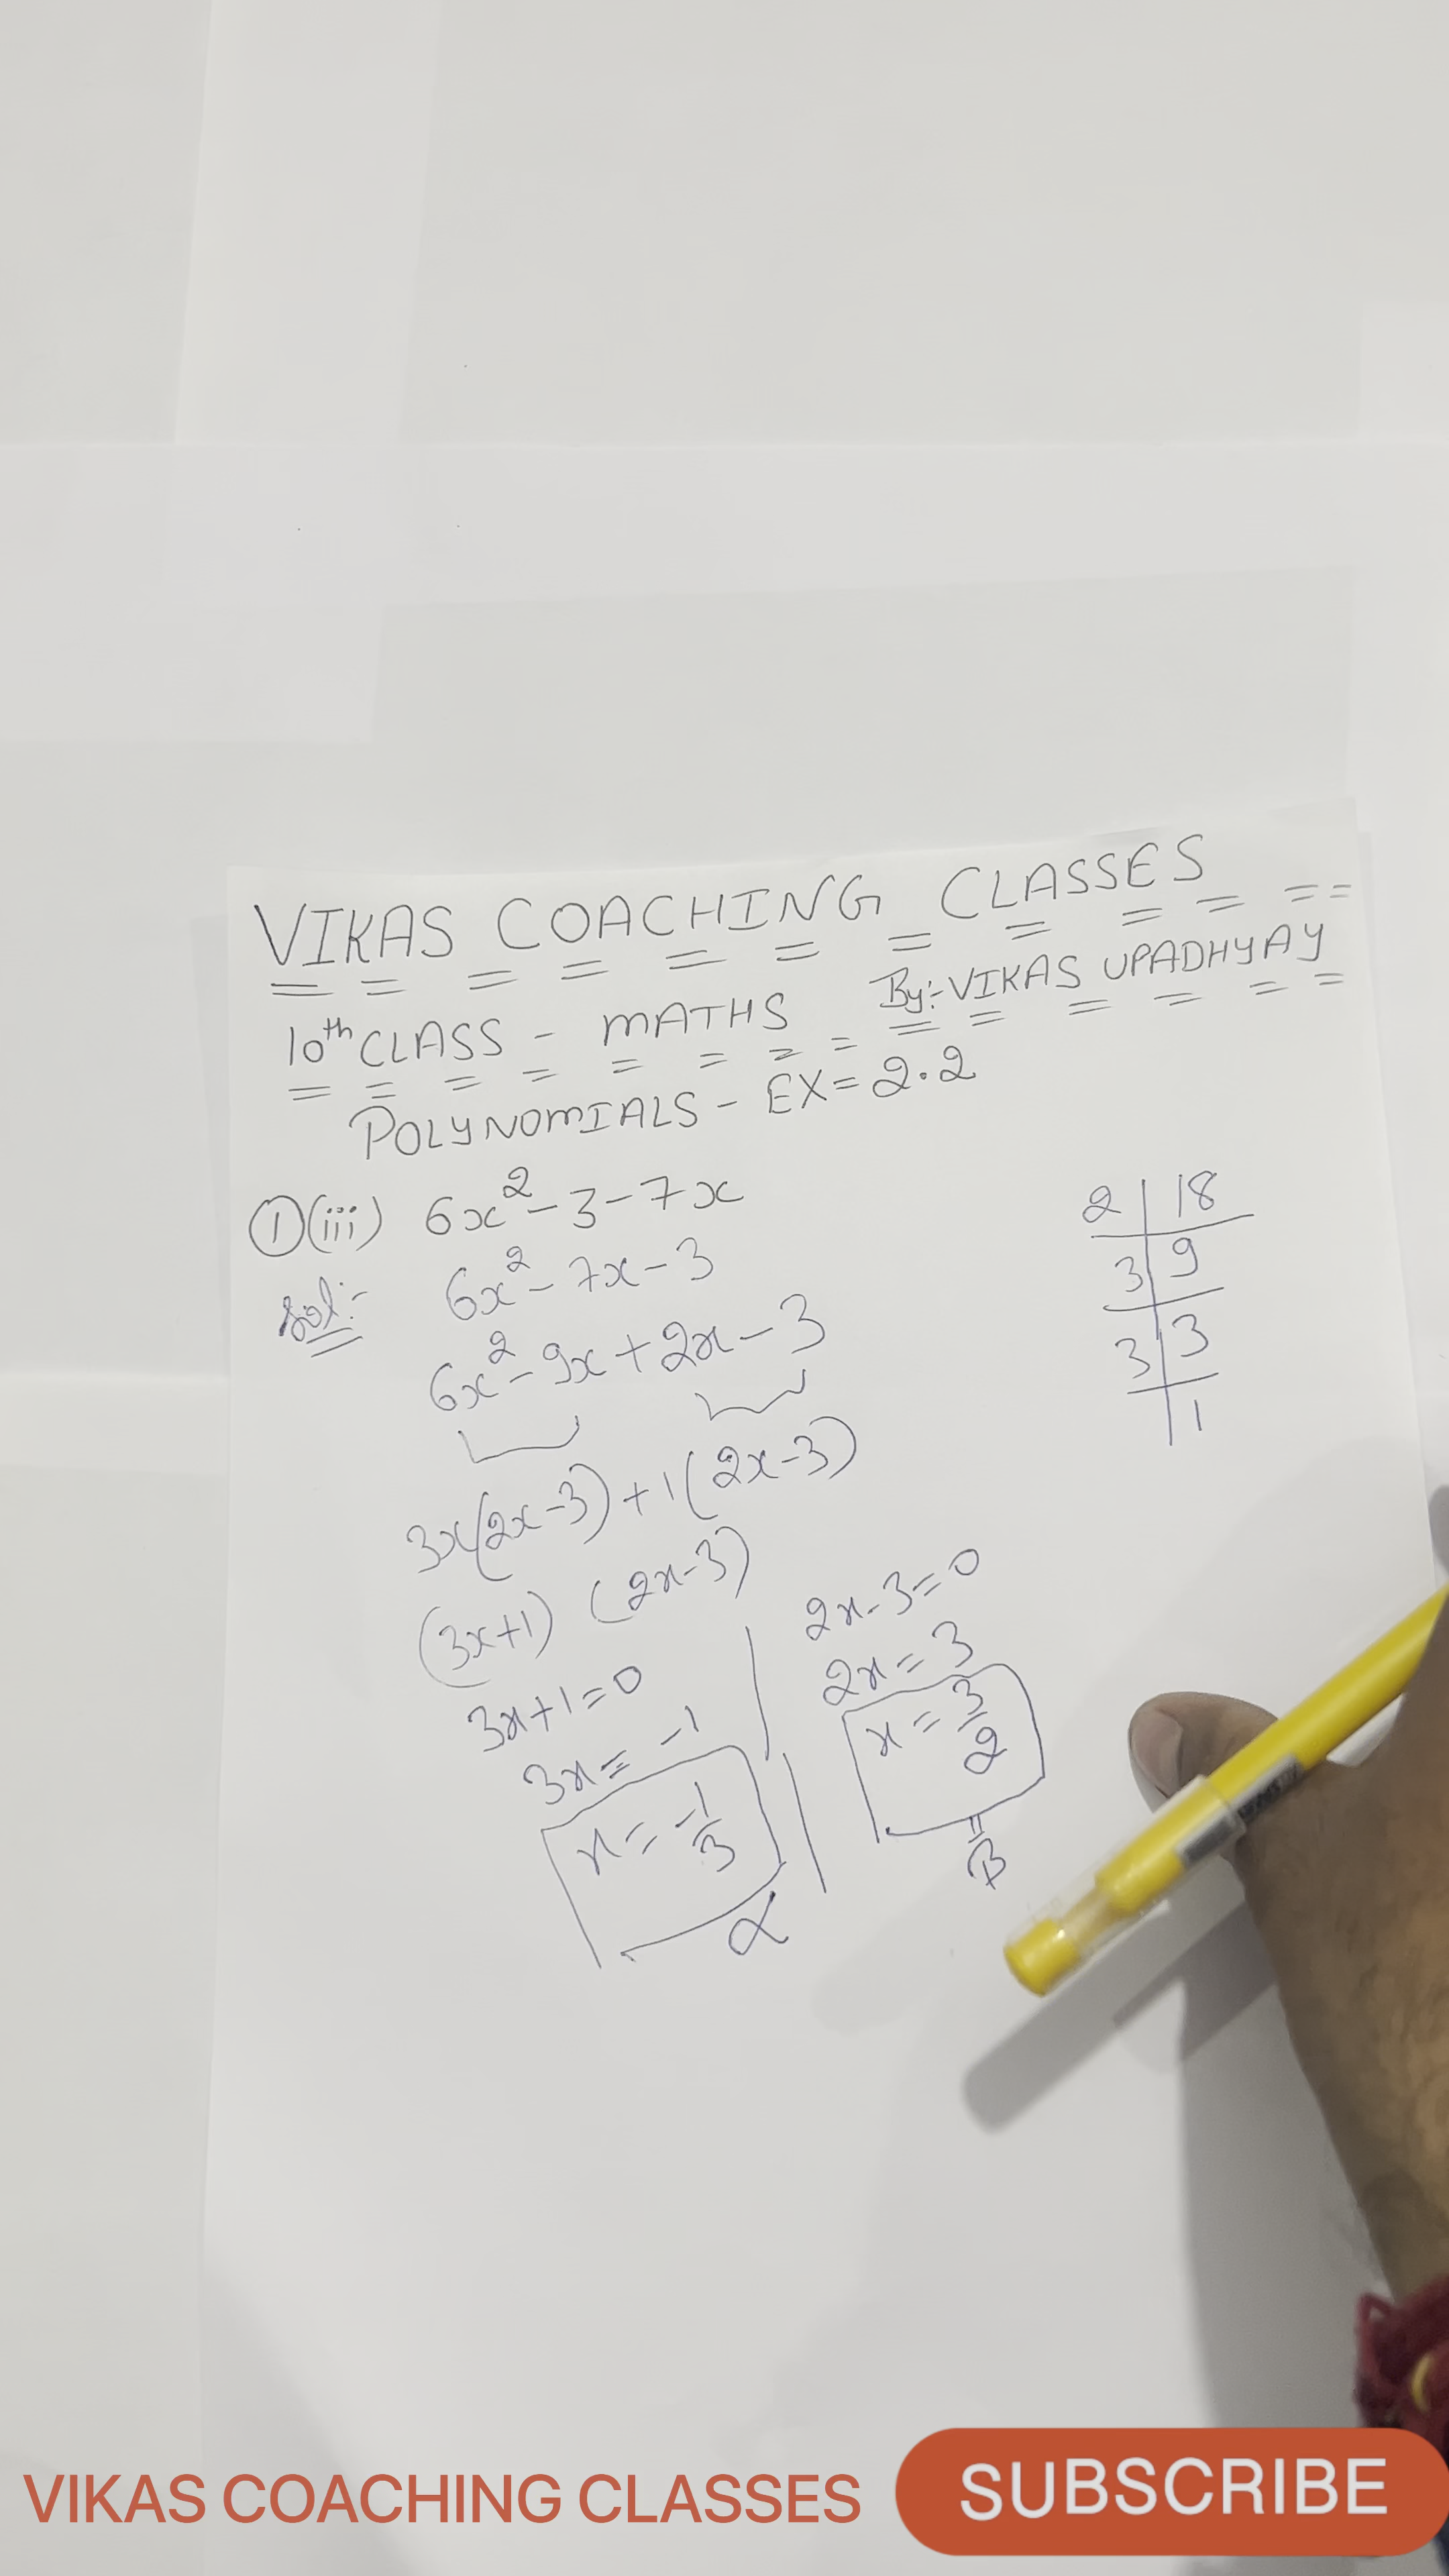 VIKAS COACHING CLASSES
10th CLASS - MATHS By:- VIKAS UPADHYAY
POLYNOMIALS - EX = 2.2
①(iii) 6x² - 3 - 7x
Sol:- 6x² - 7x - 3
6x² - 9x + 2x - 3
3x(2x-3) + 1(2x-3)
(3x+1) (2x-3)
3x+1=0
3x = -1
x = -1/3
α
2x-3=0
2x = 3
x = 3/2
β
2 | 18
3 | 9
3 | 3
| 1
VIKAS COACHING CLASSES
SUBSCRIBE